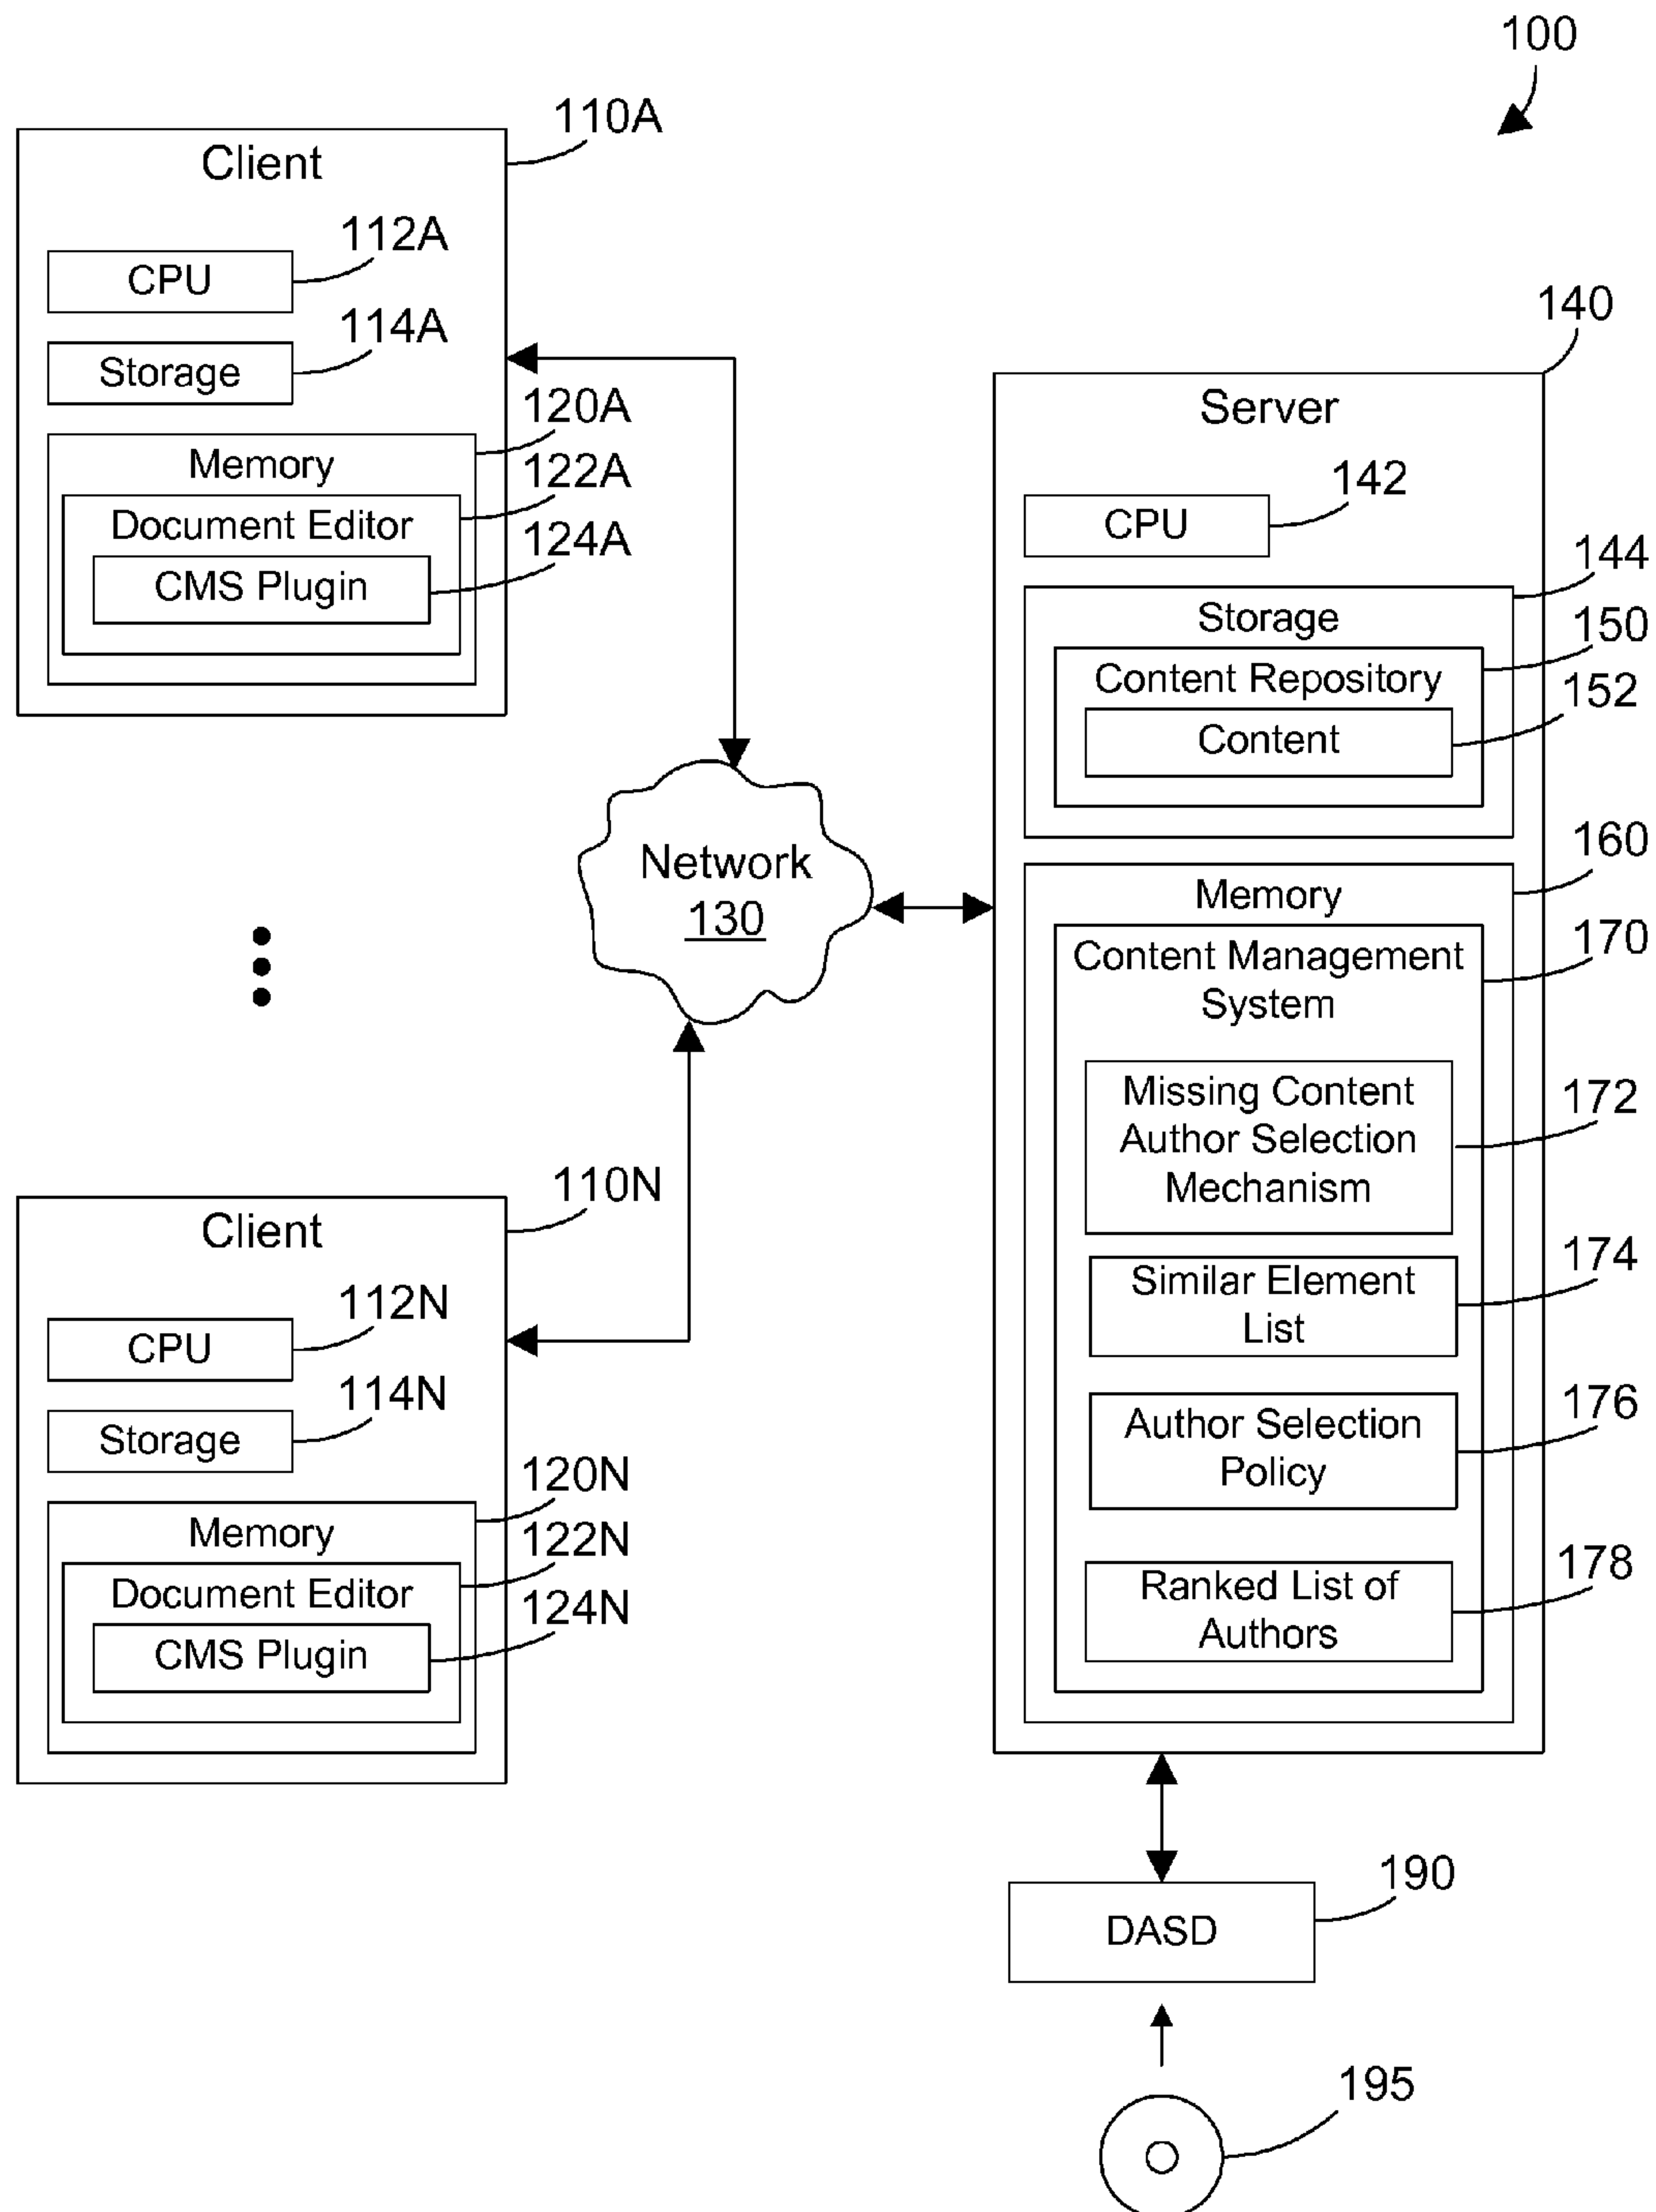 100
110A
Client
112A
CPU
114A
Storage
120A
Memory
122A
Document Editor
124A
CMS Plugin
Network
130
110N
Client
112N
CPU
114N
Storage
120N
Memory
122N
Document Editor
124N
CMS Plugin
140
Server
142
CPU
144
Storage
150
Content Repository
152
Content
160
Memory
170
Content Management
System
172
Missing Content
Author Selection
Mechanism
174
Similar Element
List
176
Author Selection
Policy
178
Ranked List of
Authors
190
DASD
195